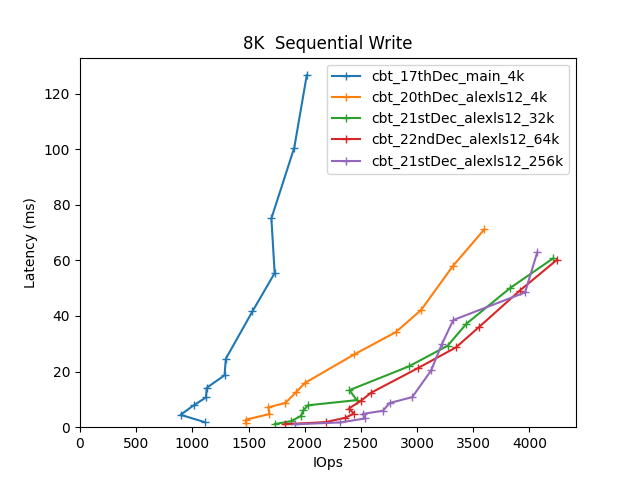 8K  Sequential Write
cbt_17thDec_main_4k
cbt_20thDec_alexls12_4k
cbt_21stDec_alexls12_32k
cbt_22ndDec_alexls12_64k
cbt_21stDec_alexls12_256k
Latency (ms)
120
100
80
60
40
20
0
0 500 1000 1500 2000 2500 3000 3500 4000
IOps